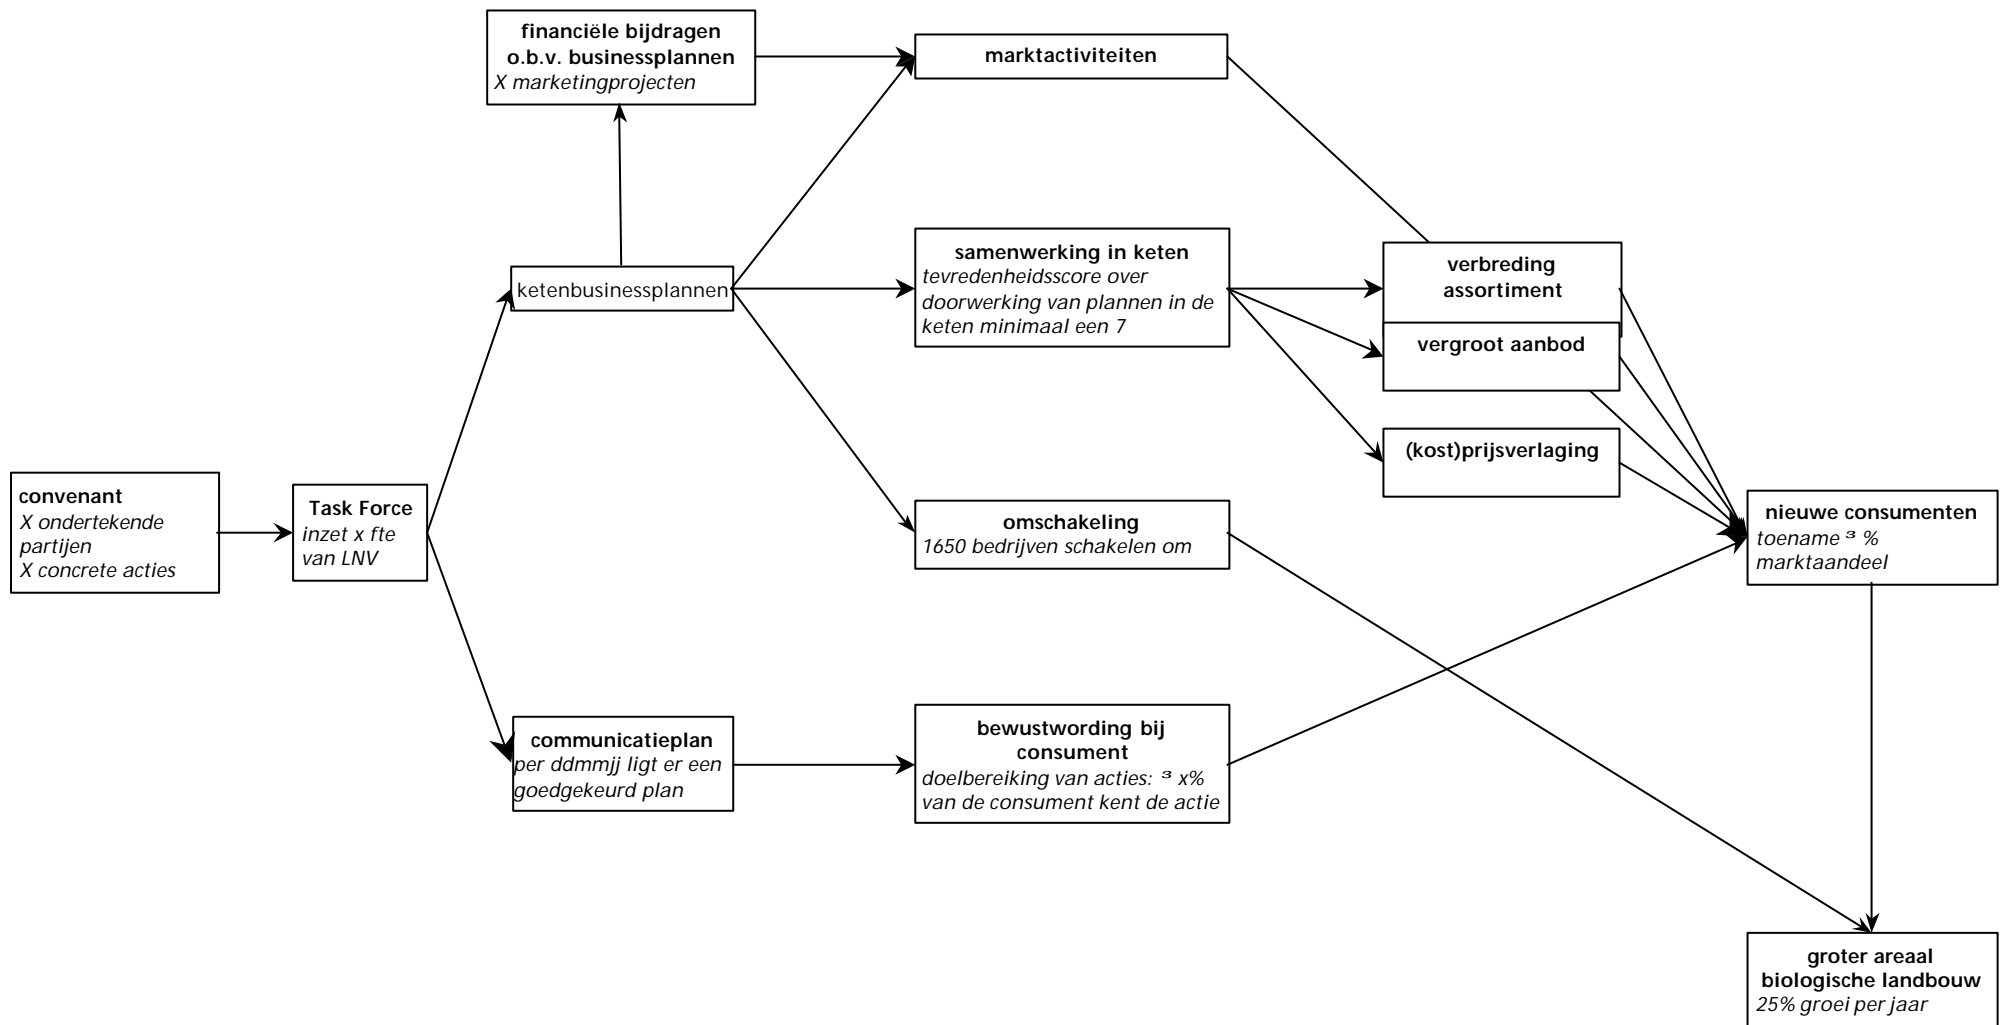 financiële bijdragen
o.b.v. businessplannen
X marketingprojecten
marktactiviteiten
ketenbusinessplannen
samenwerking in keten
tevredenheidsscore over
doorwerking van plannen in de
keten minimaal een 7
verbreding
assortiment
vergroot aanbod
(kost)prijsverlaging
convenant
X ondertekende
partijen
X concrete acties
Task Force
inzet x fte
van LNV
omschakeling
1650 bedrijven schakelen om
nieuwe consumenten
toename ³ %
marktaandeel
communicatieplan
per ddmmjj ligt er een
goedgekeurd plan
bewustwording bij
consument
doelbereiking van acties: ³ x%
van de consument kent de actie
groter areaal
biologische landbouw
25% groei per jaar